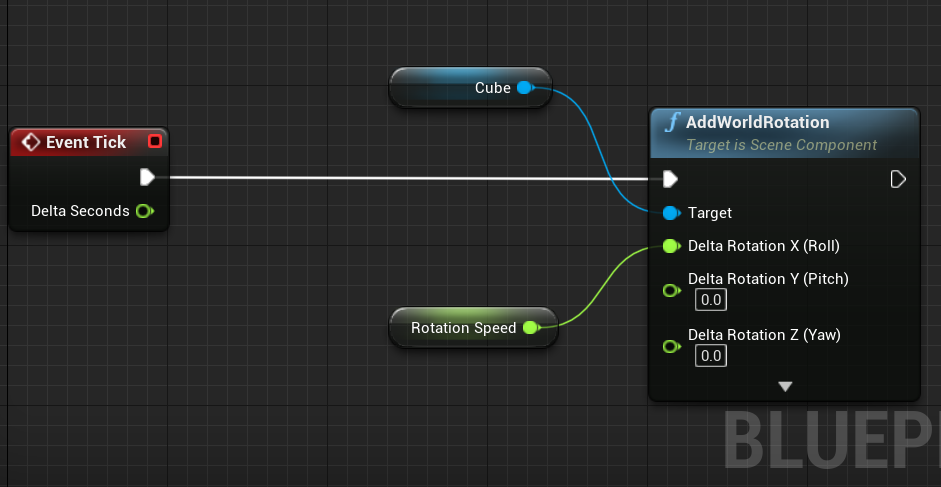 Cube
Event Tick
Delta Seconds
AddWorldRotation
Target is Scene Component
Target
Delta Rotation X (Roll)
Delta Rotation Y (Pitch)
0.0
Delta Rotation Z (Yaw)
0.0
Rotation Speed
BLUEP